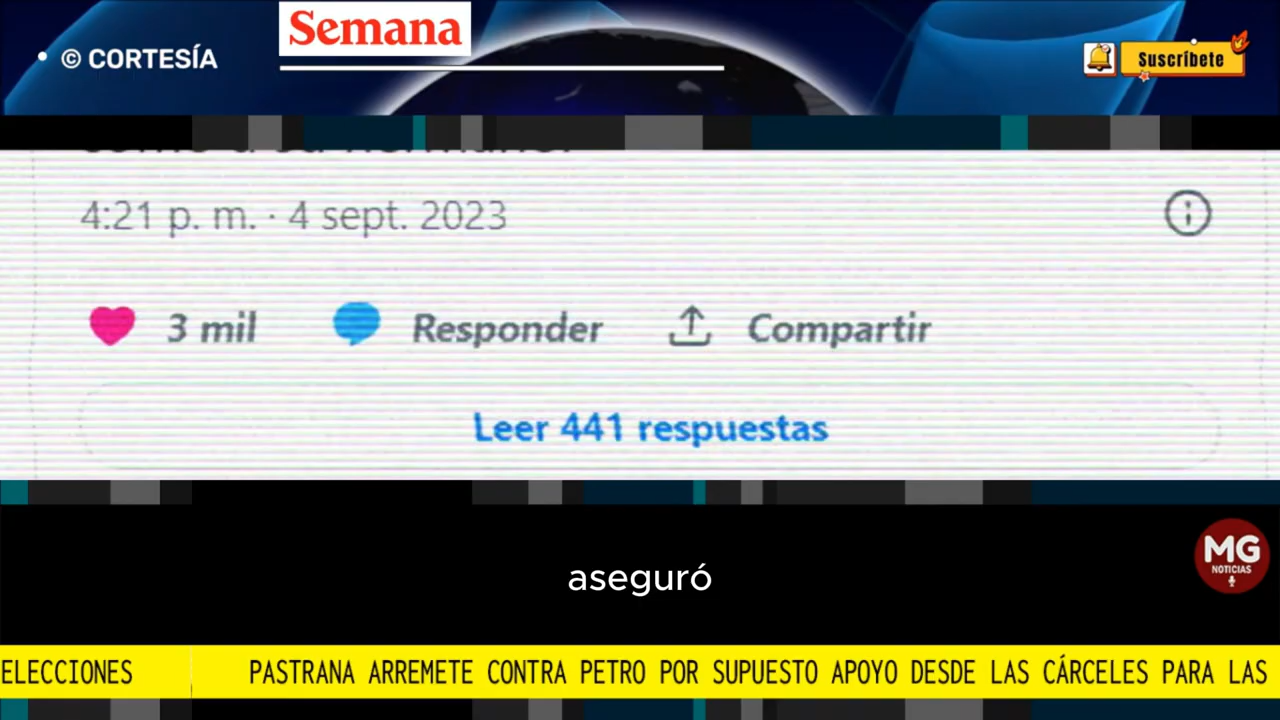 © CORTESÍA
Semana
Suscríbete
4:21 p. m. · 4 sept. 2023
3 mil
Responder
Compartir
Leer 441 respuestas
aseguró
MG
NOTICIAS
ELECCIONES
PASTRANA ARREMETE CONTRA PETRO POR SUPUESTO APOYO DESDE LAS CÁRCELES PARA LAS